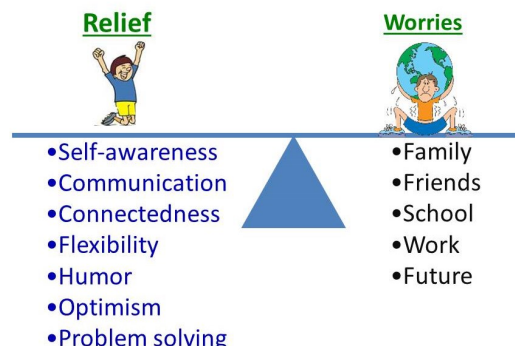 Relief
Worries
•Self-awareness
•Communication
•Connectedness
•Flexibility
•Humor
•Optimism
•Problem solving
•Family
•Friends
•School
•Work
•Future